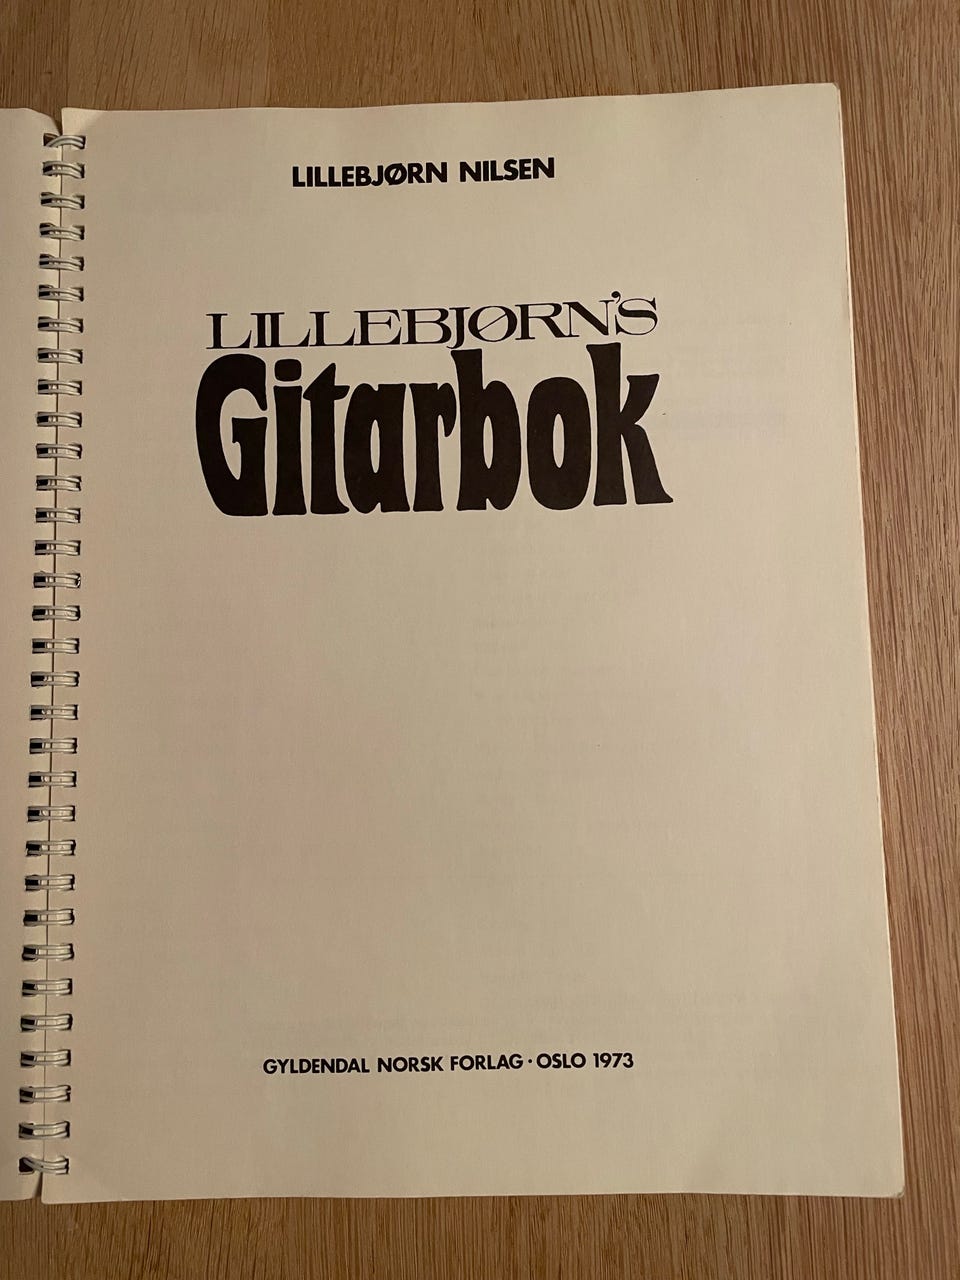 LILLEBJØRN NILSEN
LILLEBJØRN'S
Gitarbok
GYLDENDAL NORSK FORLAG · OSLO 1973